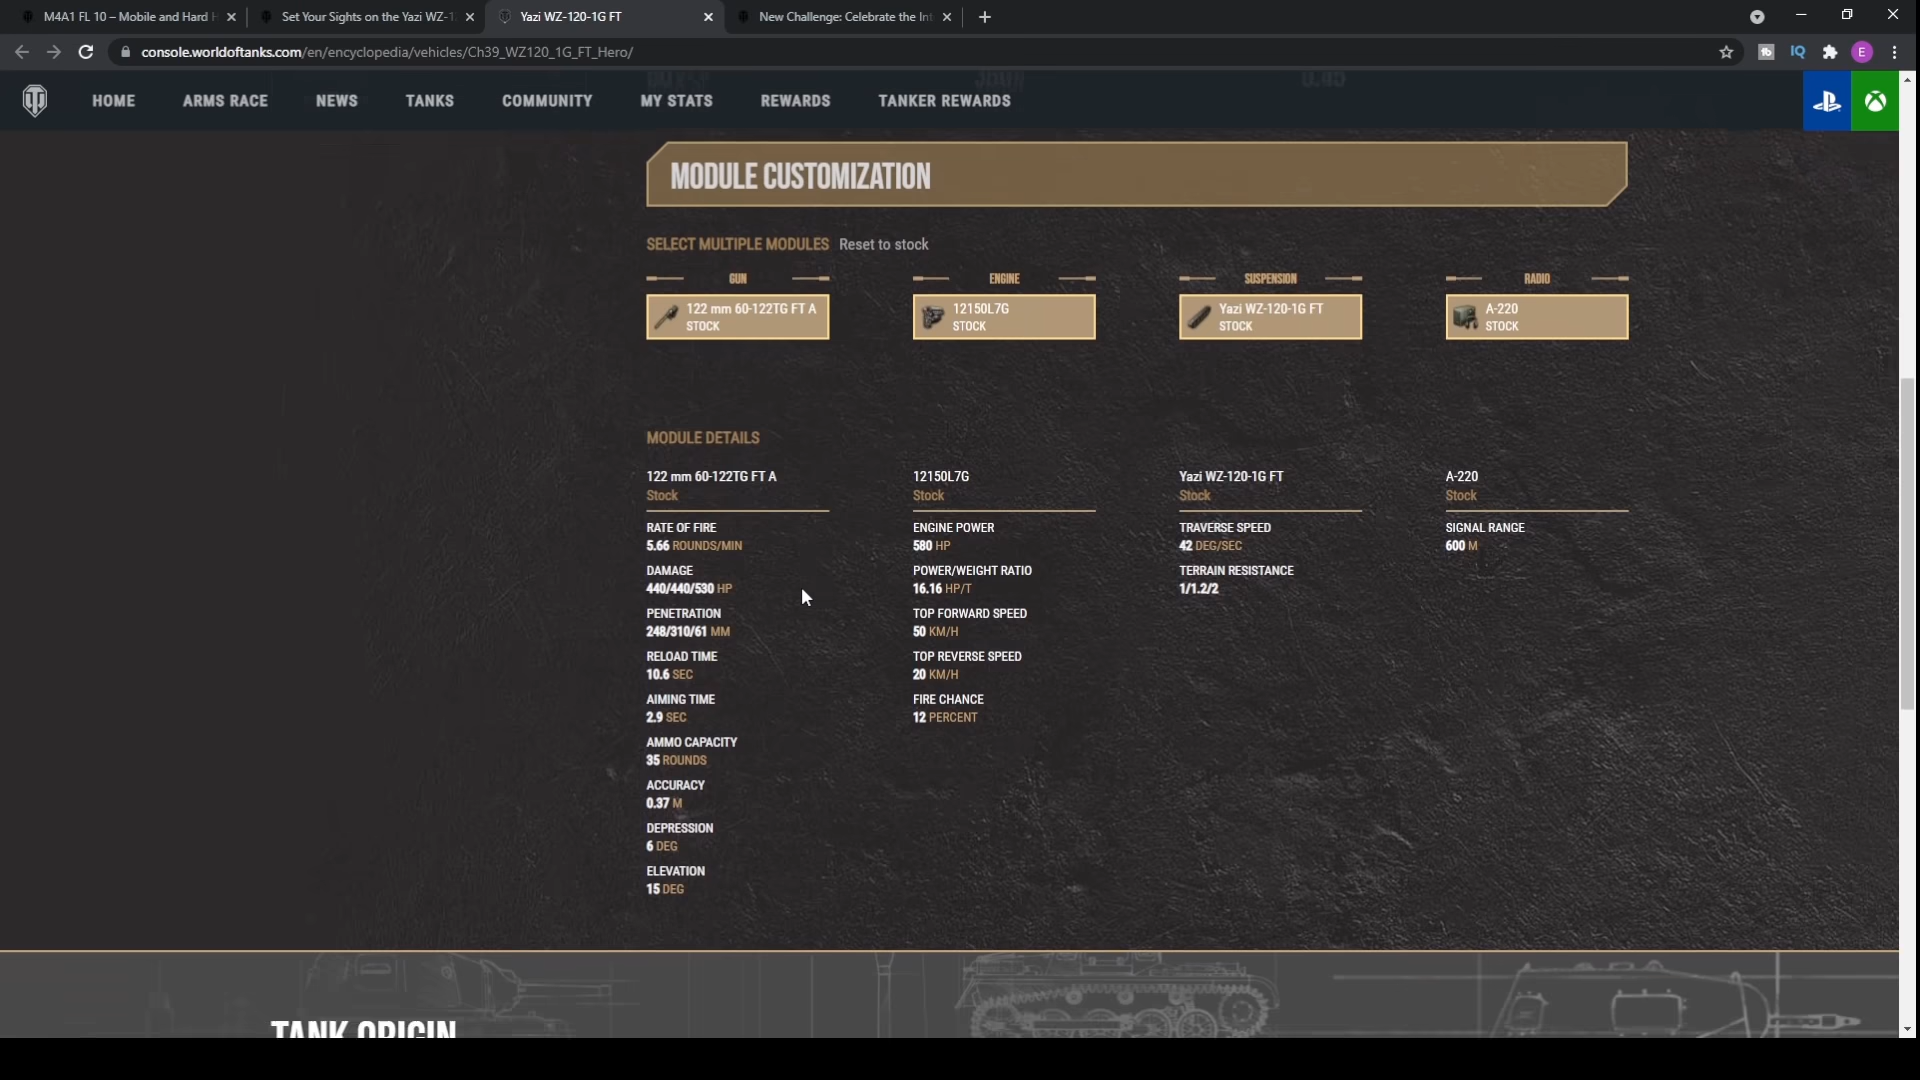 M4A1 FL 10 – Mobile and Hard H
Set Your Sights on the Yazi WZ-1
Yazi WZ-120-1G FT
New Challenge: Celebrate the Int
console.worldoftanks.com/en/encyclopedia/vehicles/Ch39_WZ120_1G_FT_Hero/
IQ
E
HOME ARMS RACE NEWS TANKS COMMUNITY MY STATS REWARDS TANKER REWARDS
MODULE CUSTOMIZATION
SELECT MULTIPLE MODULES Reset to stock
GUN ENGINE SUSPENSION RADIO
122 mm 60-122TG FT A 12150L7G Yazi WZ-120-1G FT A-220
STOCK STOCK STOCK STOCK
MODULE DETAILS
122 mm 60-122TG FT A 12150L7G Yazi WZ-120-1G FT A-220
Stock Stock Stock Stock
RATE OF FIRE ENGINE POWER TRAVERSE SPEED SIGNAL RANGE
5.66 ROUNDS/MIN 580 HP 42 DEG/SEC 600 M
DAMAGE POWER/WEIGHT RATIO TERRAIN RESISTANCE
440/440/530 HP 16.16 HP/T 1/1.2/2
PENETRATION TOP FORWARD SPEED
248/310/61 MM 50 KM/H
RELOAD TIME TOP REVERSE SPEED
10.6 SEC 20 KM/H
AIMING TIME FIRE CHANCE
2.9 SEC 12 PERCENT
AMMO CAPACITY
35 ROUNDS
ACCURACY
0.37 M
DEPRESSION
6 DEG
ELEVATION
15 DEG
TANK ORIGIN